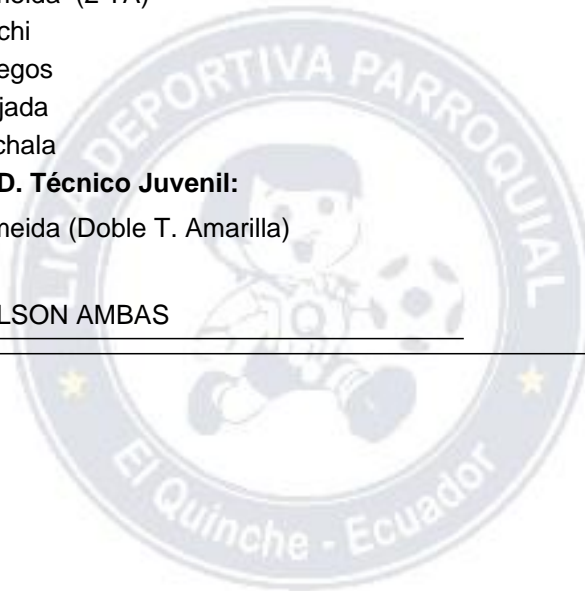 meida (2 TA)
chi
egos
jada
chala
D. Técnico Juvenil:
meida (Doble T. Amarilla)
LSON AMBAS
LIGA DEPORTIVA PARROQUIAL
Q
El Quinche - Ecuador